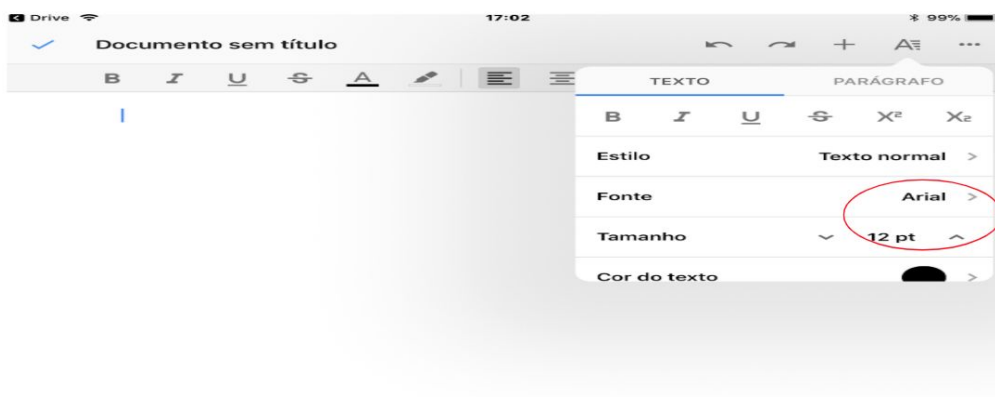 Drive 17:02 99%
Documento sem título
B I U S A
TEXTO PARÁGRAFO
B I U S X² X₂
Estilo Texto normal >
Fonte Arial >
Tamanho 12 pt
Cor do texto >